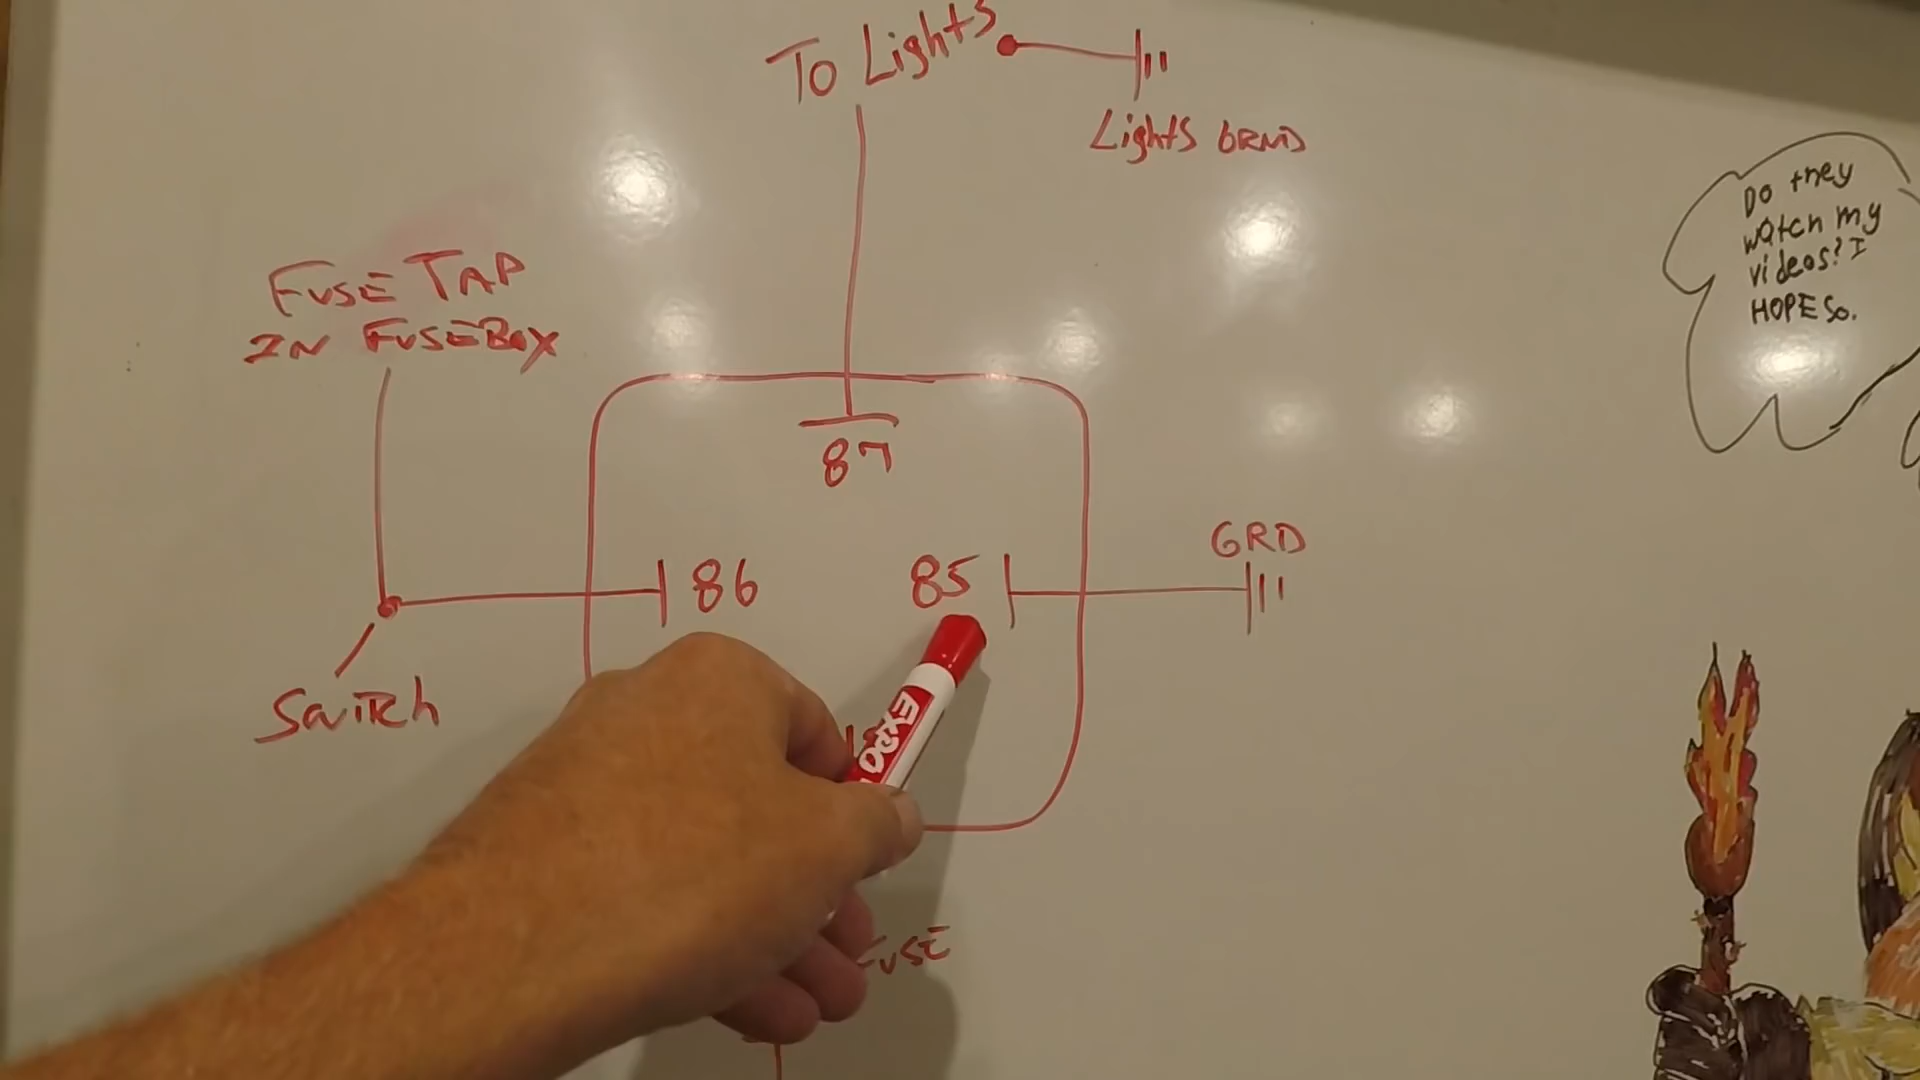 To Lights
Lights GRND
Do they
watch my
videos? I
HOPE So.
FUSE TAP
IN FUSEBOX
87
GRD
86
85
Switch
EXPO
FUSE